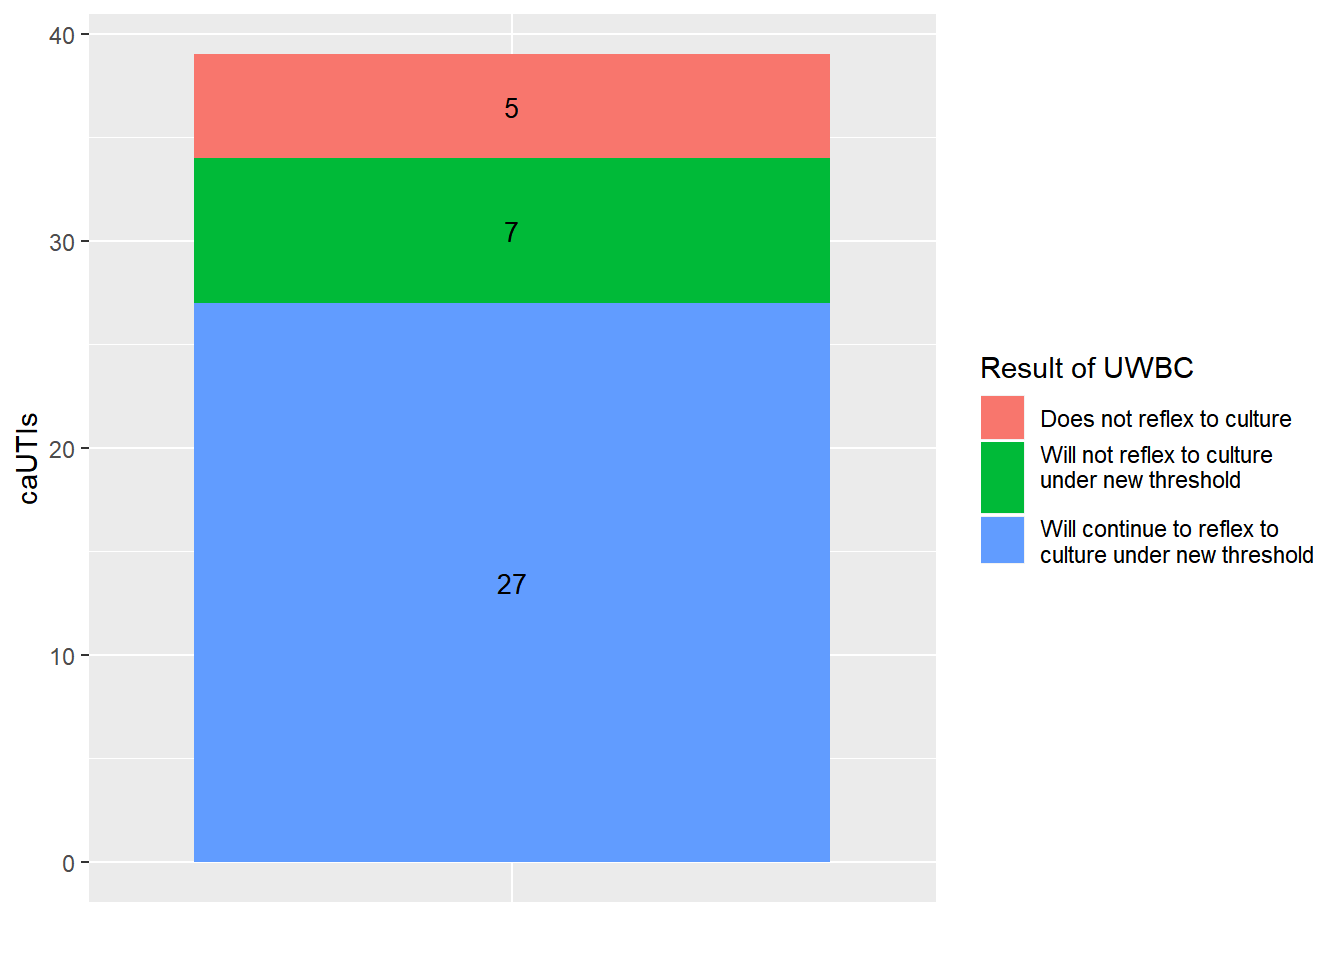 40
30
20
10
0
caUTIs
5
7
27
Result of UWBC
Does not reflex to culture
Will not reflex to culture
under new threshold
Will continue to reflex to
culture under new threshold